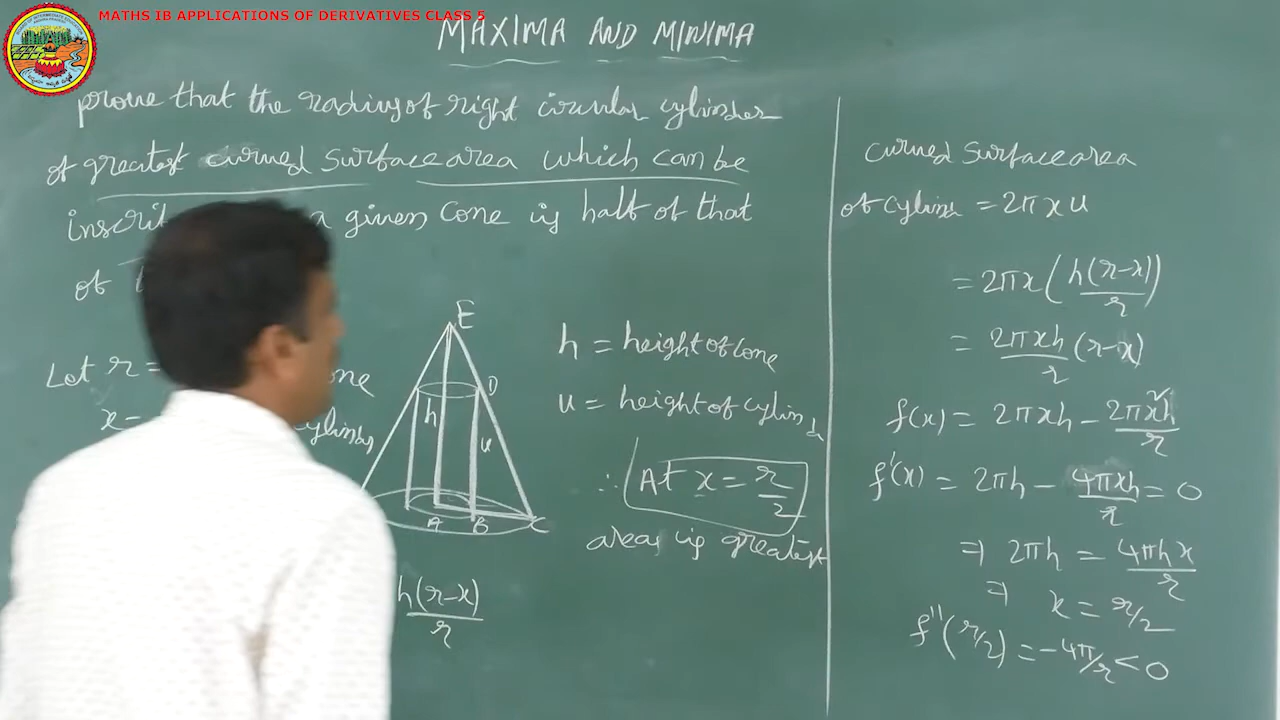 MATHS IB APPLICATIONS OF DERIVATIVES CLASS 5
MAXIMA AND MINIMA
prove that the radius of right circular cylinder
of greatest curved surface area which can be
inscri a given cone is half of that
of t
Let r = one
x = cylinder
E
D
h
u
A B C
h(r-x)/r
h = height of cone
u = height of cylind
∴ At x = r/2
area is greatest
curved surface area
of cylinder = 2πxu
= 2πx(h(r-x)/r)
= 2πxh/r (r-x)
f(x) = 2πxh - 2πx²h/r
f'(x) = 2πh - 4πxh/r = 0
⇒ 2πh = 4πhx/r
⇒ x = r/2
f''(r/2) = -4π/r < 0